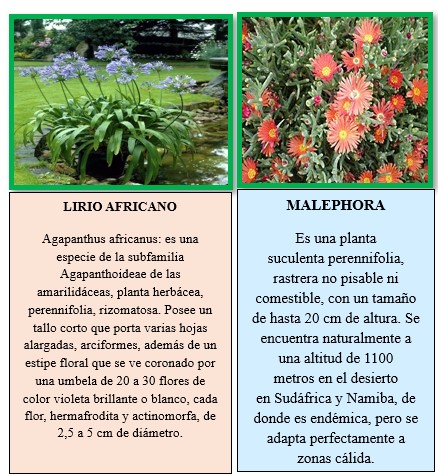 LIRIO AFRICANO
Agapanthus africanus: es una
especie de la subfamilia
Agapanthoideae de las
amarilidáceas, planta herbácea,
perennifolia, rizomatosa. Posee un
tallo corto que porta varias hojas
alargadas, arciformes, además de un
estipe floral que se ve coronado por
una umbela de 20 a 30 flores de
color violeta brillante o blanco, cada
flor, hermafrodita y actinomorfa, de
2,5 a 5 cm de diámetro.
MALEPHORA
Es una planta
suculenta perennifolia,
rastrera no pisable ni
comestible, con un tamaño
de hasta 20 cm de altura. Se
encuentra naturalmente a
una altitud de 1100
metros en el desierto
en Sudáfrica y Namiba, de
donde es endémica, pero se
adapta perfectamente a
zonas cálida.